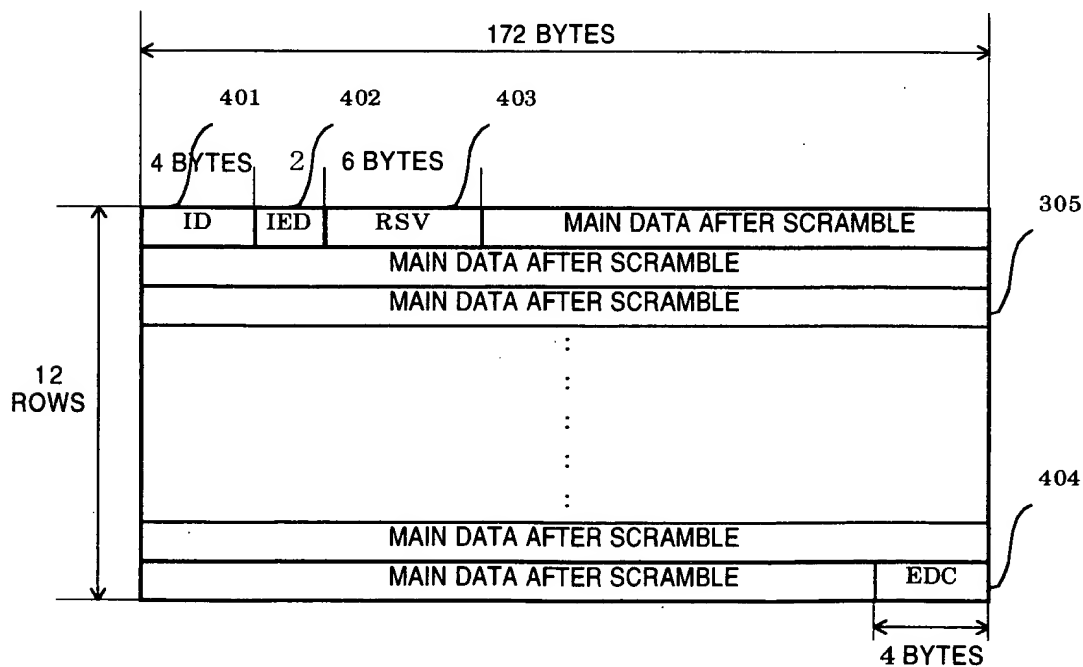 172 BYTES
401 402 403
4 BYTES 2 6 BYTES
ID IED RSV MAIN DATA AFTER SCRAMBLE
305
MAIN DATA AFTER SCRAMBLE
MAIN DATA AFTER SCRAMBLE
12
ROWS
404
MAIN DATA AFTER SCRAMBLE
MAIN DATA AFTER SCRAMBLE EDC
4 BYTES